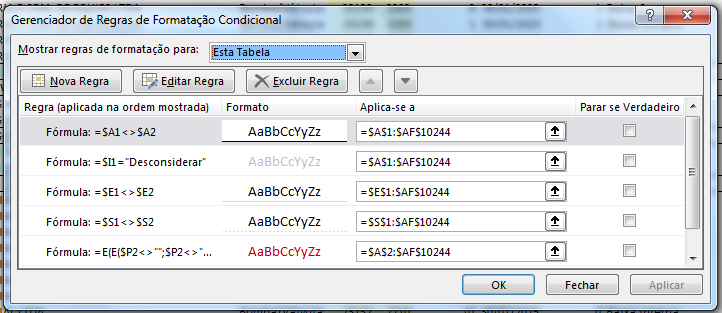 Gerenciador de Regras de Formatação Condicional
Mostrar regras de formatação para: Esta Tabela
Nova Regra Editar Regra Excluir Regra
Regra (aplicada na ordem mostrada) Formato Aplica-se a Parar se Verdadeiro
Fórmula: =$A1<>$A2 AaBbCcYyZz =$A$1:$AF$10244
Fórmula: =$I1="Desconsiderar" AaBbCcYyZz =$A$1:$AF$10244
Fórmula: =$E1<>$E2 AaBbCcYyZz =$E$1:$AF$10244
Fórmula: =$S1<>$S2 AaBbCcYyZz =$S$1:$AF$10244
Fórmula: =E(E($P2<>"";$P2<>"... AaBbCcYyZz =$A$2:$AF$10244
OK Fechar Aplicar